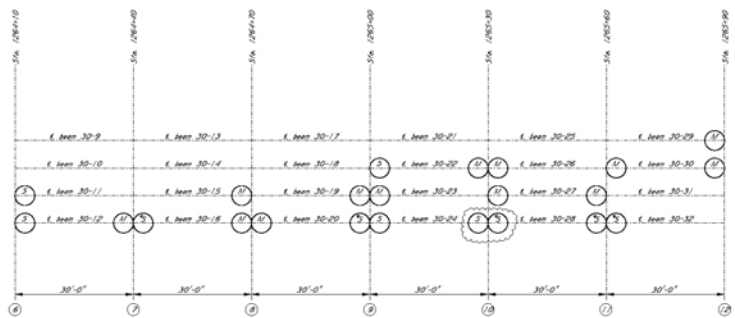 Sta. 1264+10 Sta. 1264+40 Sta. 1264+70 Sta. 1265+00 Sta. 1265+30 Sta. 1265+60 Sta. 1265+90
℄ beam 30-9 ℄ beam 30-13 ℄ beam 30-17 ℄ beam 30-21 ℄ beam 30-25 ℄ beam 30-29 M
℄ beam 30-10 ℄ beam 30-14 ℄ beam 30-18 S ℄ beam 30-22 M M ℄ beam 30-26 M ℄ beam 30-30 M
S ℄ beam 30-11 ℄ beam 30-15 M ℄ beam 30-19 M M ℄ beam 30-23 M ℄ beam 30-27 M ℄ beam 30-31
S ℄ beam 30-12 M *S ℄ beam 30-16 M M ℄ beam 30-20 *S S ℄ beam 30-24 S *S ℄ beam 30-28 *S *S ℄ beam 30-32
30'-0" 30'-0" 30'-0" 30'-0" 30'-0" 30'-0"
6 7 8 9 10 11 12